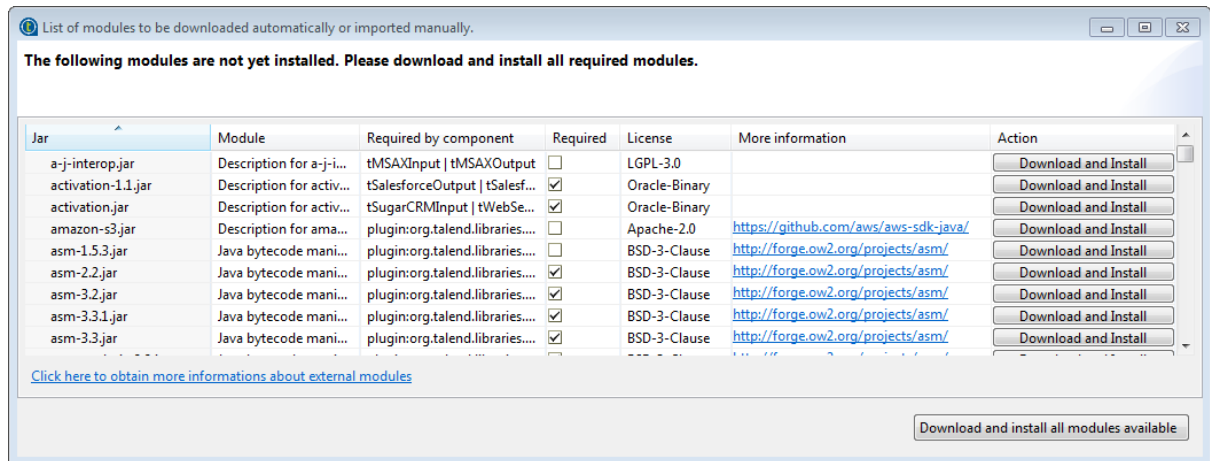 List of modules to be downloaded automatically or imported manually.
The following modules are not yet installed. Please download and install all required modules.
Jar Module Required by component Required License More information Action
a-j-interop.jar Description for a-j-i... tMSAXInput | tMSAXOutput LGPL-3.0 Download and Install
activation-1.1.jar Description for activ... tSalesforceOutput | tSalesf... Oracle-Binary Download and Install
activation.jar Description for activ... tSugarCRMInput | tWebSe... Oracle-Binary Download and Install
amazon-s3.jar Description for ama... plugin:org.talend.libraries.... Apache-2.0 https://github.com/aws/aws-sdk-java/ Download and Install
asm-1.5.3.jar Java bytecode mani... plugin:org.talend.libraries.... BSD-3-Clause http://forge.ow2.org/projects/asm/ Download and Install
asm-2.2.jar Java bytecode mani... plugin:org.talend.libraries.... BSD-3-Clause http://forge.ow2.org/projects/asm/ Download and Install
asm-3.2.jar Java bytecode mani... plugin:org.talend.libraries.... BSD-3-Clause http://forge.ow2.org/projects/asm/ Download and Install
asm-3.3.1.jar Java bytecode mani... plugin:org.talend.libraries.... BSD-3-Clause http://forge.ow2.org/projects/asm/ Download and Install
asm-3.3.jar Java bytecode mani... plugin:org.talend.libraries.... BSD-3-Clause http://forge.ow2.org/projects/asm/ Download and Install
Click here to obtain more informations about external modules
Download and install all modules available